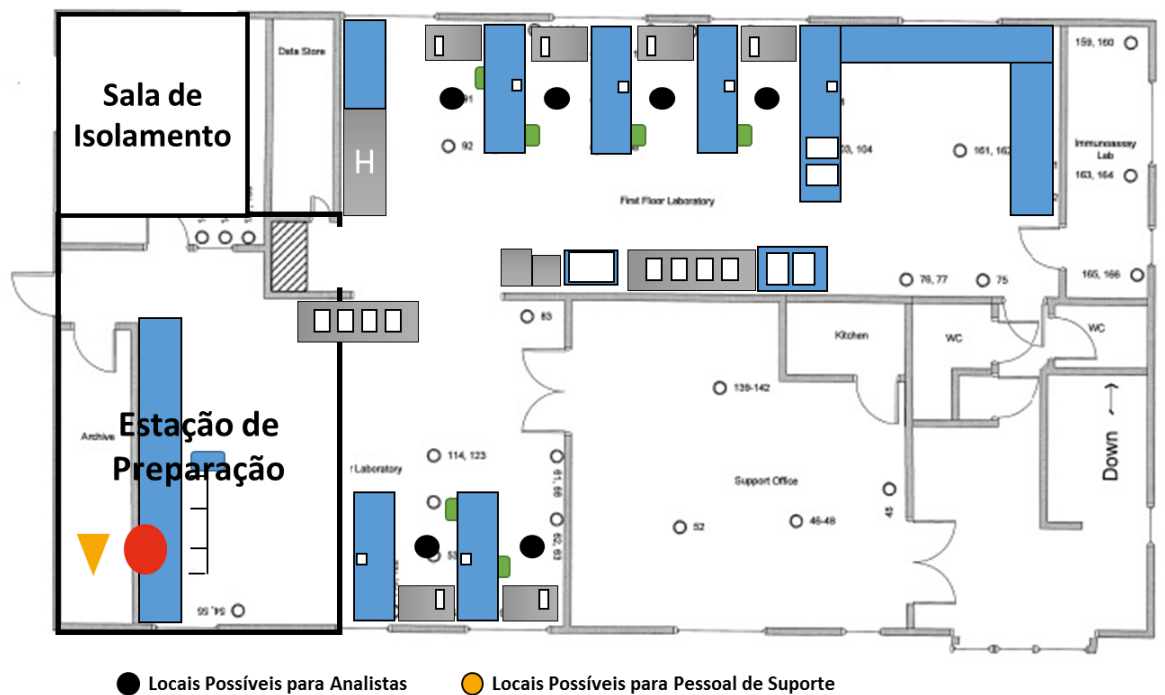 Sala de
Isolamento
Data Store
H
92
First Floor Laboratory
03, 104
161, 162
159, 160
Immunoassay
Lab
163, 164
165, 166
76, 77
75
83
Kitchen
WC
WC
139-142
Archive
Estação de
Preparação
r Laboratory
114, 123
61, 66
62, 63
Support Office
52
46-48
45
Down
54, 55
Locais Possíveis para Analistas
Locais Possíveis para Pessoal de Suporte